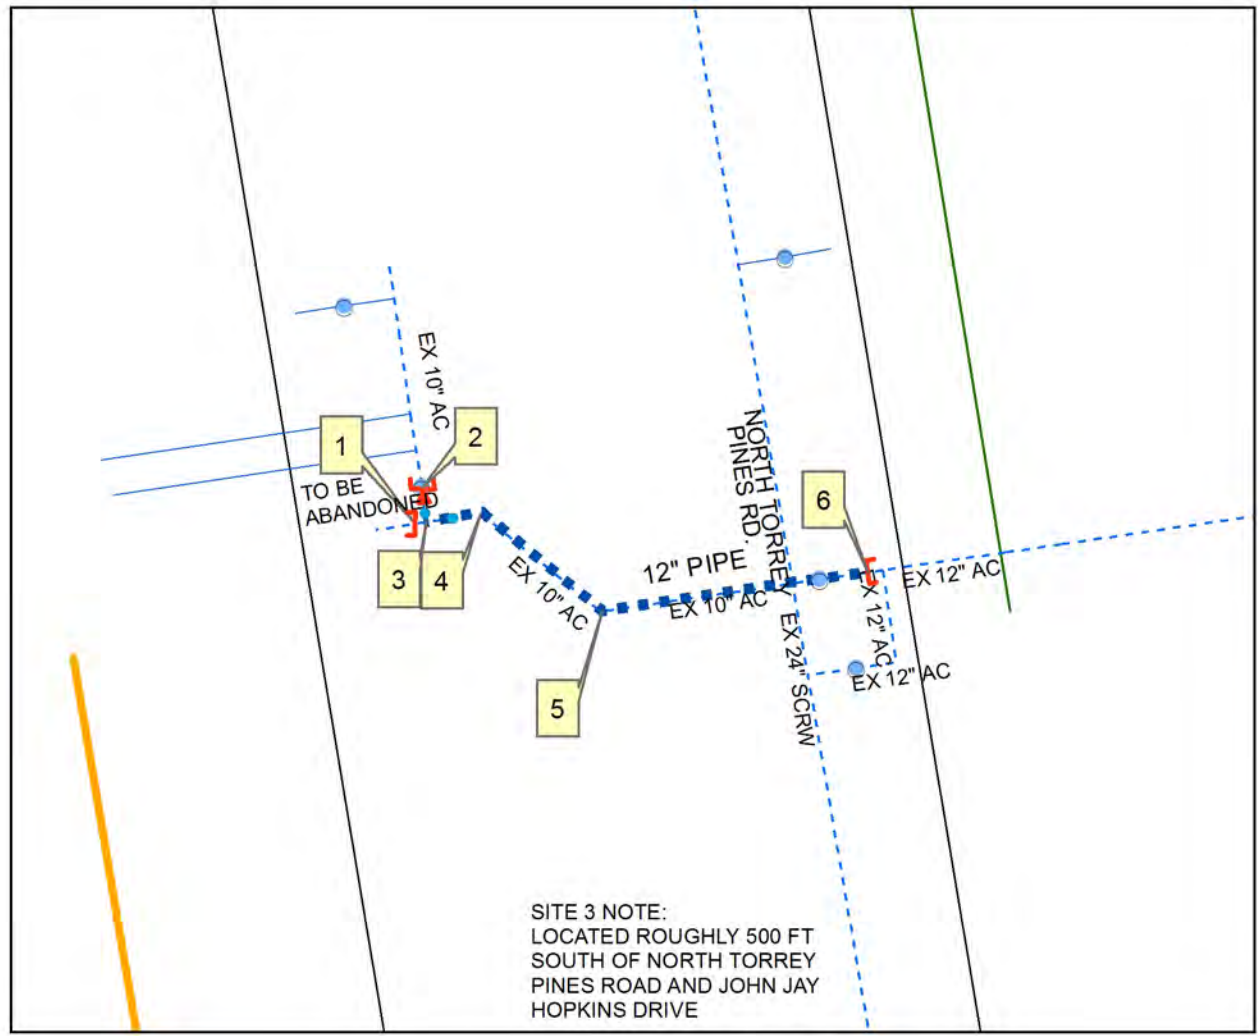 EX 10" AC
1
2
TO BE
ABANDONED
NORTH TORREY
PINES RD.
6
3
4
EX 10" AC
12" PIPE
EX 10" AC
EX 12" AC
EX 12" AC
EX 24" SCRW
EX 12" AC
5
SITE 3 NOTE:
LOCATED ROUGHLY 500 FT
SOUTH OF NORTH TORREY
PINES ROAD AND JOHN JAY
HOPKINS DRIVE